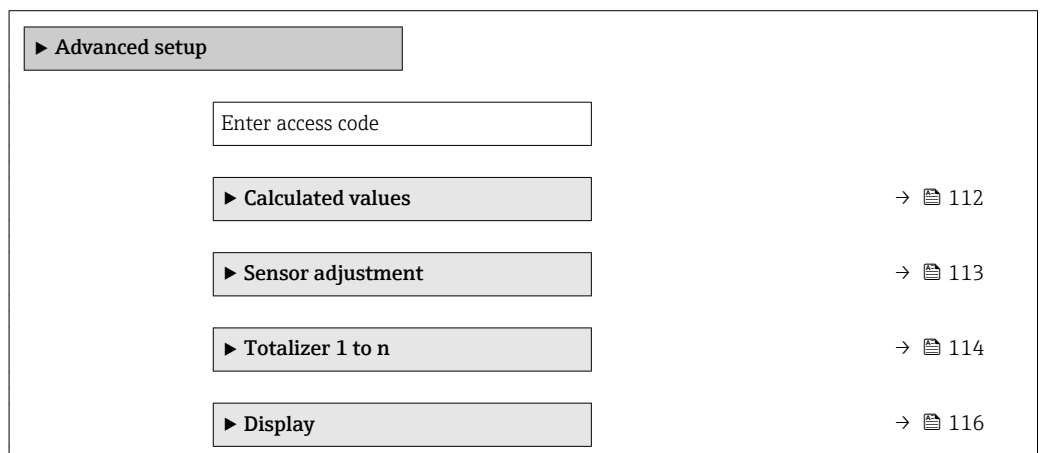 ▶ Advanced setup
Enter access code
▶ Calculated values → 112
▶ Sensor adjustment → 113
▶ Totalizer 1 to n → 114
▶ Display → 116